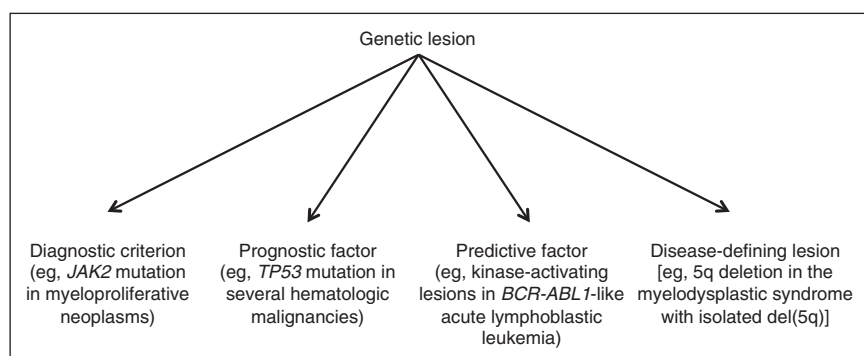 Genetic lesion
Diagnostic criterion
(eg, JAK2 mutation
in myeloproliferative
neoplasms)
Prognostic factor
(eg, TP53 mutation in
several hematologic
malignancies)
Predictive factor
(eg, kinase-activating
lesions in BCR-ABL1-like
acute lymphoblastic
leukemia)
Disease-defining lesion
[eg, 5q deletion in the
myelodysplastic syndrome
with isolated del(5q)]